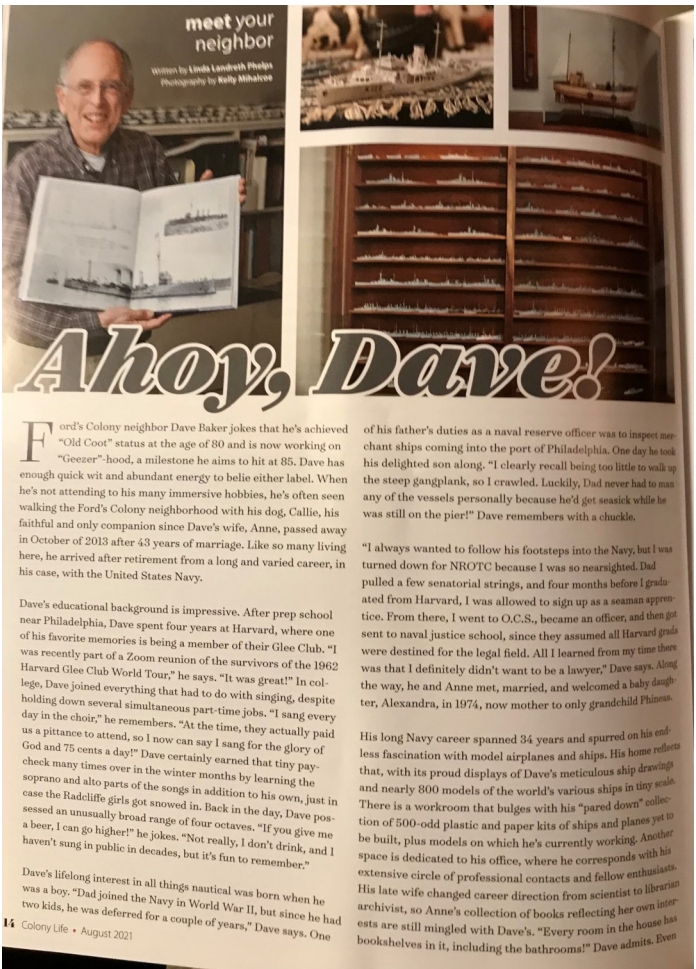 meet your
neighbor
Written by Linda Landreth Phelps
Photography by Kelly Mihalcoe
Ahoy, Dave!
Ford's Colony neighbor Dave Baker jokes that he's achieved
"Old Coot" status at the age of 80 and is now working on
"Geezer"-hood, a milestone he aims to hit at 85. Dave has
enough quick wit and abundant energy to belie either label. When
he's not attending to his many immersive hobbies, he's often seen
walking the Ford's Colony neighborhood with his dog, Callie, his
faithful and only companion since Dave's wife, Anne, passed away
in October of 2013 after 43 years of marriage. Like so many living
here, he arrived after retirement from a long and varied career, in
his case, with the United States Navy.
Dave's educational background is impressive. After prep school
near Philadelphia, Dave spent four years at Harvard, where one
of his favorite memories is being a member of their Glee Club. "I
was recently part of a Zoom reunion of the survivors of the 1962
Harvard Glee Club World Tour," he says. "It was great!" In col-
lege, Dave joined everything that had to do with singing, despite
holding down several simultaneous part-time jobs. "I sang every
day in the choir," he remembers. "At the time, they actually paid
us a pittance to attend, so I now can say I sang for the glory of
God and 75 cents a day!" Dave certainly earned that tiny pay-
check many times over in the winter months by learning the
soprano and alto parts of the songs in addition to his own, just in
case the Radcliffe girls got snowed in. Back in the day, Dave pos-
sessed an unusually broad range of four octaves. "If you give me
a beer, I can go higher!" he jokes. "Not really, I don't drink, and I
haven't sung in public in decades, but it's fun to remember."
Dave's lifelong interest in all things nautical was born when he
was a boy. "Dad joined the Navy in World War II, but since he had
two kids, he was deferred for a couple of years," Dave says. One
of his father's duties as a naval reserve officer was to inspect mer-
chant ships coming into the port of Philadelphia. One day he took
his delighted son along. "I clearly recall being too little to walk up
the steep gangplank, so I crawled. Luckily, Dad never had to man
any of the vessels personally because he'd get seasick while he
was still on the pier!" Dave remembers with a chuckle.
"I always wanted to follow his footsteps into the Navy, but I was
turned down for NROTC because I was so nearsighted. Dad
pulled a few senatorial strings, and four months before I gradu-
ated from Harvard, I was allowed to sign up as a seaman appren-
tice. From there, I went to O.C.S., became an officer, and then got
sent to naval justice school, since they assumed all Harvard grads
were destined for the legal field. All I learned from my time there
was that I definitely didn't want to be a lawyer," Dave says. Along
the way, he and Anne met, married, and welcomed a baby daugh-
ter, Alexandra, in 1974, now mother to only grandchild Phineas.
His long Navy career spanned 34 years and spurred on his end-
less fascination with model airplanes and ships. His home reflects
that, with its proud displays of Dave's meticulous ship drawings
and nearly 800 models of the world's various ships in tiny scale.
There is a workroom that bulges with his "pared down" collec-
tion of 500-odd plastic and paper kits of ships and planes yet to
be built, plus models on which he's currently working. Another
space is dedicated to his office, where he corresponds with his
extensive circle of professional contacts and fellow enthusiasts.
His late wife changed career direction from scientist to librarian
archivist, so Anne's collection of books reflecting her own inter-
ests are still mingled with Dave's. "Every room in the house has
bookshelves in it, including the bathrooms!" Dave admits. Even
14 Colony Life • August 2021